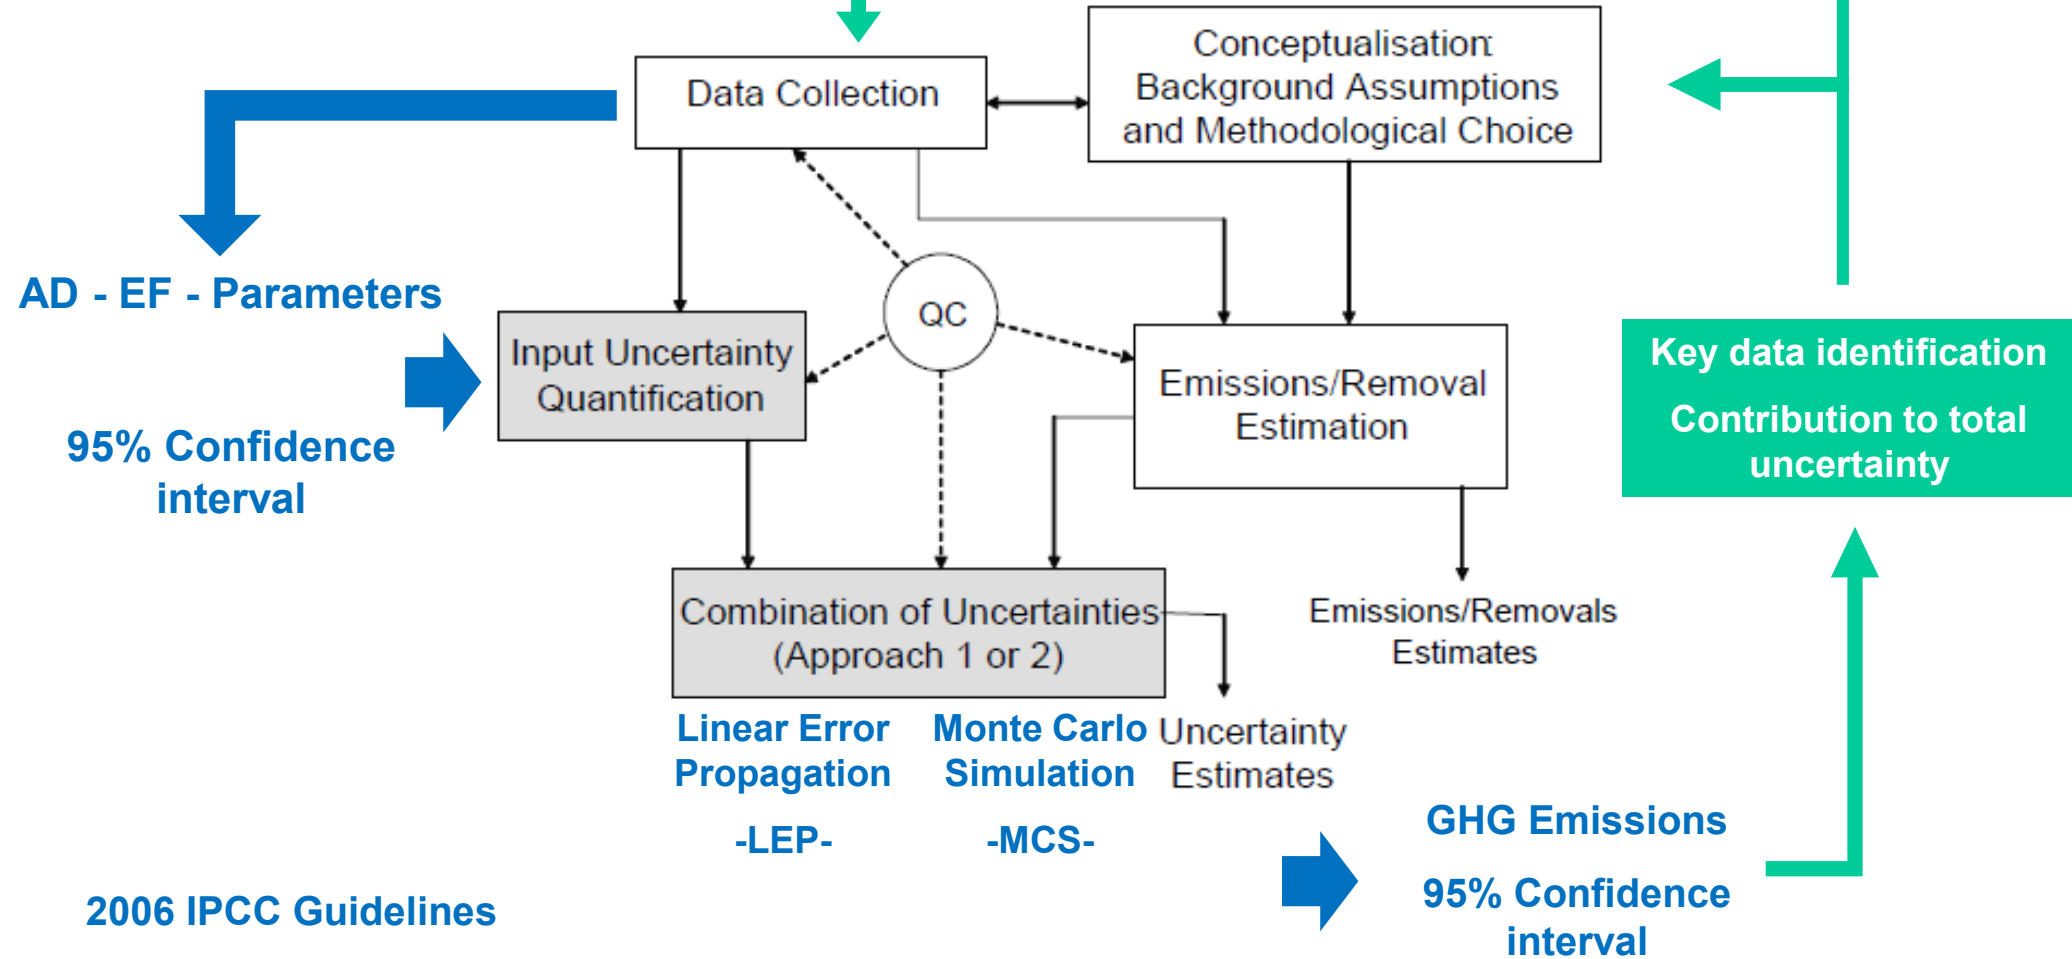 Conceptualisation:
Background Assumptions
and Methodological Choice
Data Collection
AD - EF - Parameters
QC
Input Uncertainty
Quantification
95% Confidence
interval
Emissions/Removal
Estimation
Key data identification
Contribution to total
uncertainty
Combination of Uncertainties
(Approach 1 or 2)
Emissions/Removals
Estimates
Linear Error
Propagation
-LEP-
Monte Carlo
Simulation
-MCS-
Uncertainty
Estimates
GHG Emissions
95% Confidence
interval
2006 IPCC Guidelines